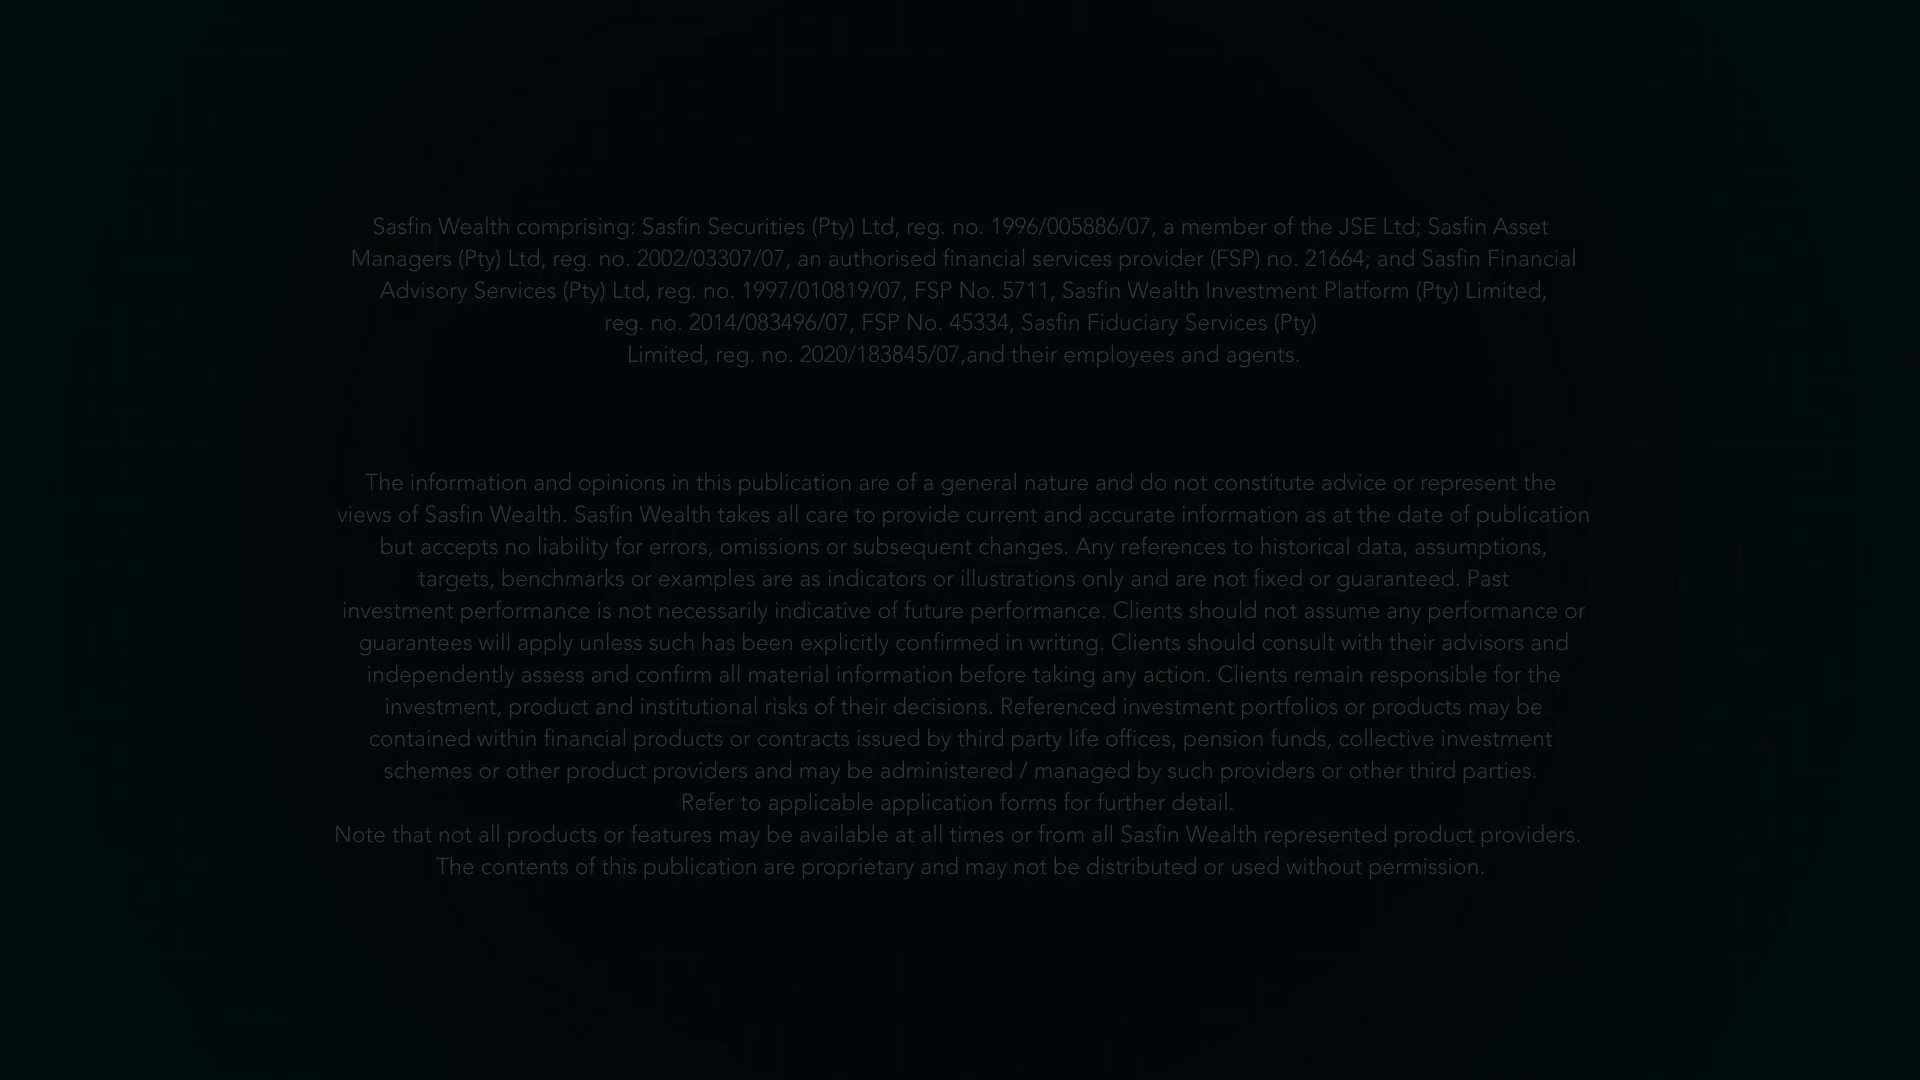 Sasfin Wealth comprising: Sasfin Securities (Pty) Ltd, reg. no. 1996/005886/07, a member of the JSE Ltd; Sasfin Asset
Managers (Pty) Ltd, reg. no. 2002/03307/07, an authorised financial services provider (FSP) no. 21664; and Sasfin Financial
Advisory Services (Pty) Ltd, reg. no. 1997/010819/07, FSP No. 5711, Sasfin Wealth Investment Platform (Pty) Limited,
reg. no. 2014/083496/07, FSP No. 45334, Sasfin Fiduciary Services (Pty)
Limited, reg. no. 2020/183845/07,and their employees and agents.
The information and opinions in this publication are of a general nature and do not constitute advice or represent the
views of Sasfin Wealth. Sasfin Wealth takes all care to provide current and accurate information as at the date of publication
but accepts no liability for errors, omissions or subsequent changes. Any references to historical data, assumptions,
targets, benchmarks or examples are as indicators or illustrations only and are not fixed or guaranteed. Past
investment performance is not necessarily indicative of future performance. Clients should not assume any performance or
guarantees will apply unless such has been explicitly confirmed in writing. Clients should consult with their advisors and
independently assess and confirm all material information before taking any action. Clients remain responsible for the
investment, product and institutional risks of their decisions. Referenced investment portfolios or products may be
contained within financial products or contracts issued by third party life offices, pension funds, collective investment
schemes or other product providers and may be administered / managed by such providers or other third parties.
Refer to applicable application forms for further detail.
Note that not all products or features may be available at all times or from all Sasfin Wealth represented product providers.
The contents of this publication are proprietary and may not be distributed or used without permission.